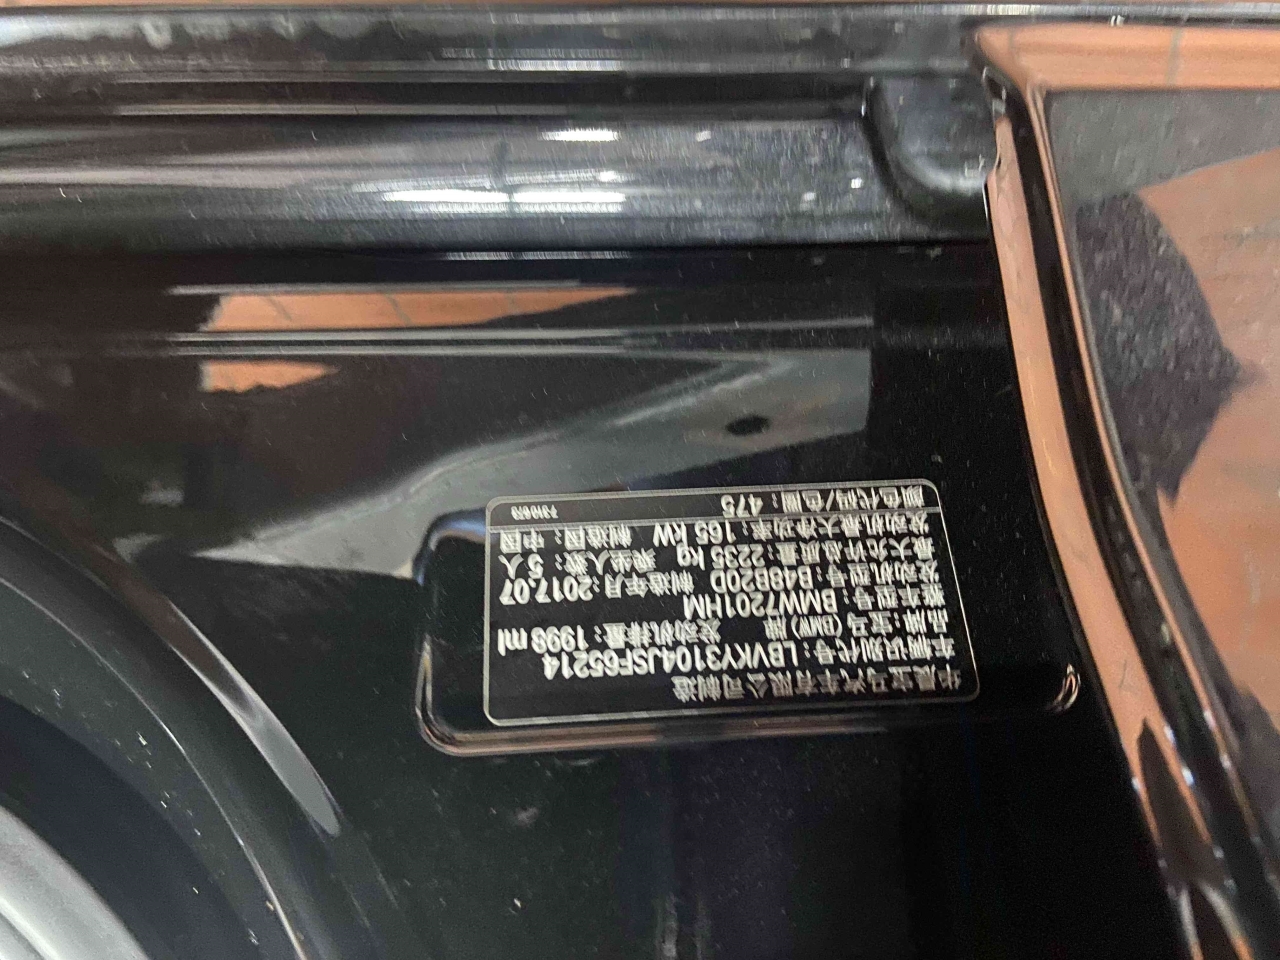 华晨宝马汽车有限公司制造
车辆识别代号：LBVKY3104JSF65214
品牌：宝马(BMW)牌 发动机排量：1998 ml
整车型号：BMW7201HM
发动机型号：B48B20D 制造年月：2017.07
最大允许总质量：2235 kg 乘坐人数：5 人
发动机最大净功率：165 kW 制造国：中国
颜色代码/色圈：475